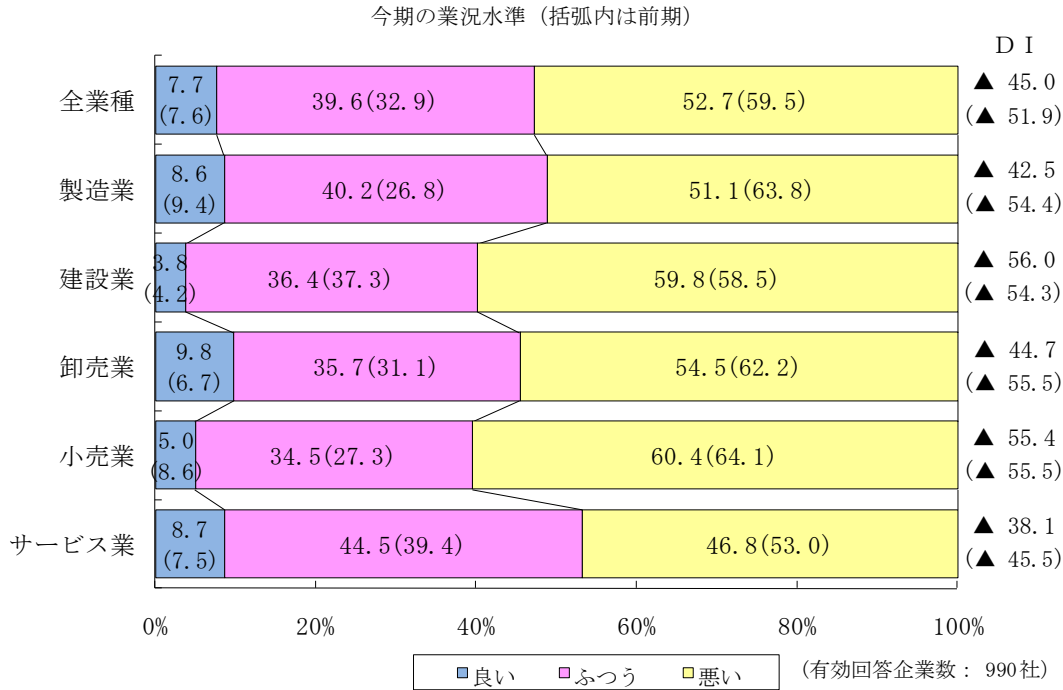 今期の業況水準（括弧内は前期）
ＤＩ
全業種 7.7 (7.6) 39.6(32.9) 52.7(59.5) ▲ 45.0 (▲ 51.9)
製造業 8.6 (9.4) 40.2(26.8) 51.1(63.8) ▲ 42.5 (▲ 54.4)
建設業 3.8 (4.2) 36.4(37.3) 59.8(58.5) ▲ 56.0 (▲ 54.3)
卸売業 9.8 (6.7) 35.7(31.1) 54.5(62.2) ▲ 44.7 (▲ 55.5)
小売業 5.0 (8.6) 34.5(27.3) 60.4(64.1) ▲ 55.4 (▲ 55.5)
サービス業 8.7 (7.5) 44.5(39.4) 46.8(53.0) ▲ 38.1 (▲ 45.5)
0% 20% 40% 60% 80% 100%
良い ふつう 悪い （有効回答企業数：990社）